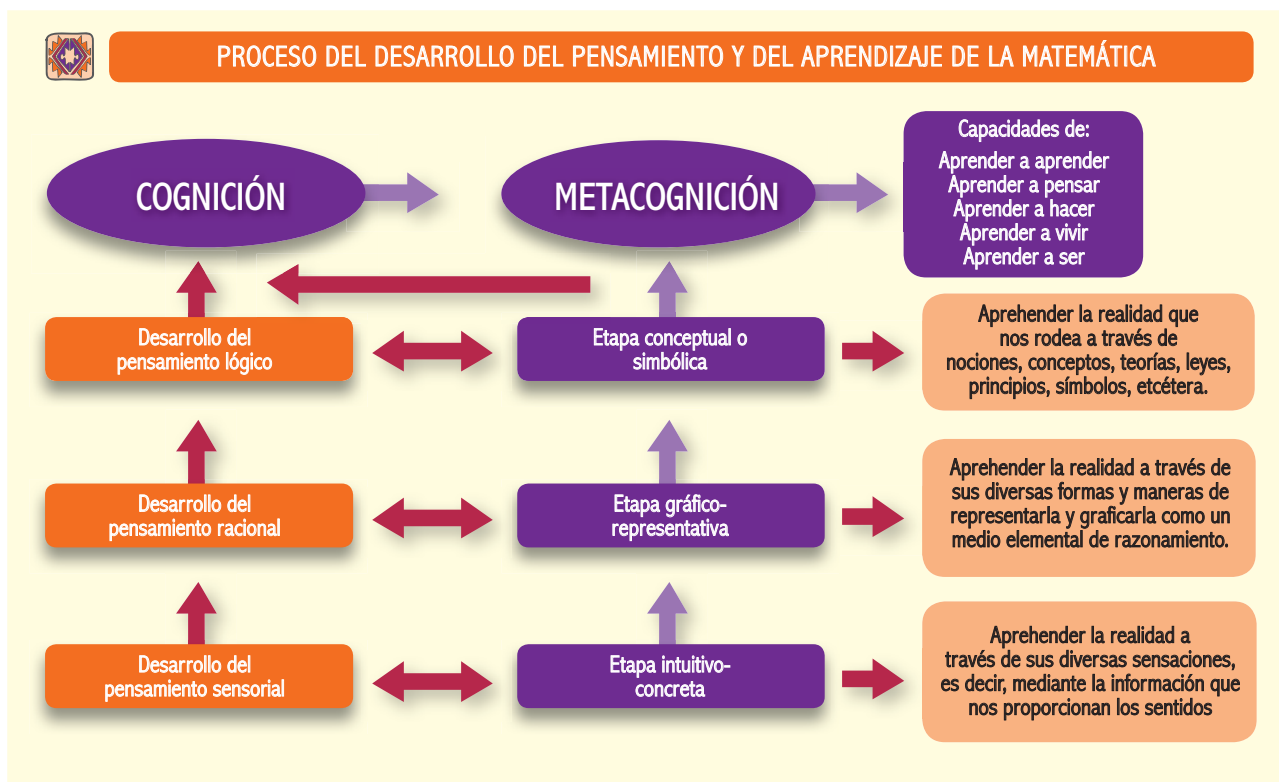 PROCESO DEL DESARROLLO DEL PENSAMIENTO Y DEL APRENDIZAJE DE LA MATEMÁTICA
COGNICIÓN
METACOGNICIÓN
Capacidades de:
Aprender a aprender
Aprender a pensar
Aprender a hacer
Aprender a vivir
Aprender a ser
Desarrollo del
pensamiento lógico
Etapa conceptual o
simbólica
Aprehender la realidad que
nos rodea a través de
nociones, conceptos, teorías, leyes,
principios, símbolos, etcétera.
Desarrollo del
pensamiento racional
Etapa gráfico-
representativa
Aprehender la realidad a través de
sus diversas formas y maneras de
representarla y graficarla como un
medio elemental de razonamiento.
Desarrollo del
pensamiento sensorial
Etapa intuitivo-
concreta
Aprehender la realidad a
través de sus diversas sensaciones,
es decir, mediante la información que
nos proporcionan los sentidos